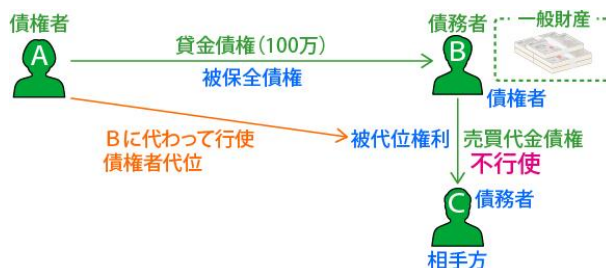 債権者
債務者
一般財産
A
貸金債権(100万)
B
被保全債権
債権者
Bに代わって行使
債権者代位
被代位権利
売買代金債権
不行使
C
債務者
相手方